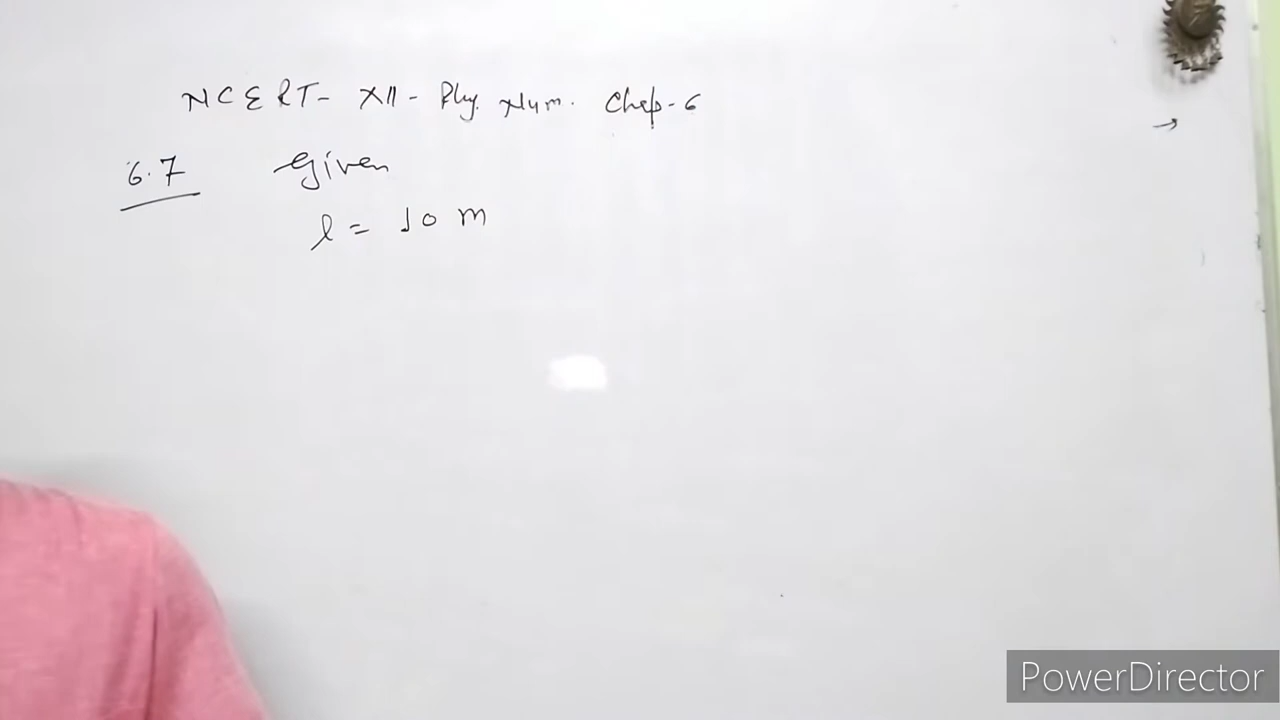 NCERT- XII - Phy. Num. Chap-6
6.7 Given
l = 10 m
PowerDirector